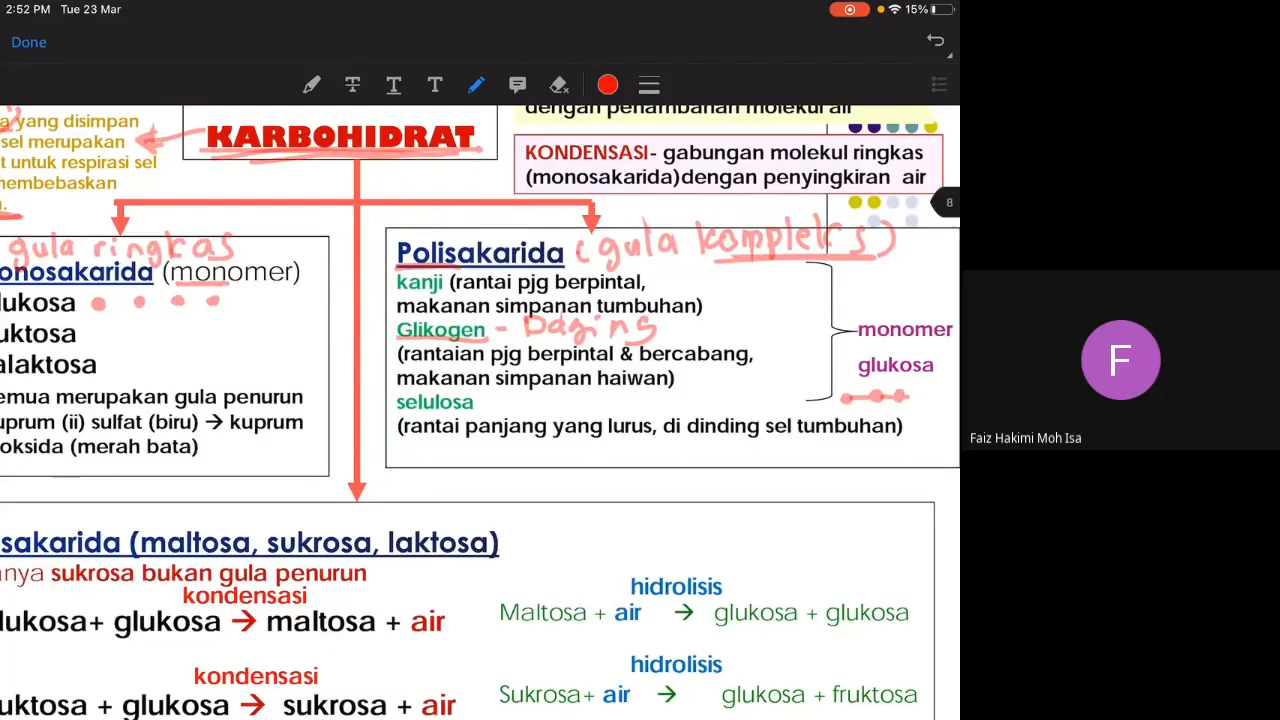 2:52 PM Tue 23 Mar
15%
Done
T T T
a yang disimpan
sel merupakan
t untuk respirasi sel
membebaskan
.
KARBOHIDRAT
dengan penambahan molekul air
KONDENSASI- gabungan molekul ringkas
(monosakarida)dengan penyingkiran air
8
gula ringkas
onosakarida (monomer)
lukosa
uktosa
alaktosa
emua merupakan gula penurun
uprum (ii) sulfat (biru) → kuprum
oksida (merah bata)
Polisakarida (gula kompleks)
kanji (rantai pjg berpintal,
makanan simpanan tumbuhan)
Glikogen - Daging
(rantaian pjg berpintal & bercabang,
makanan simpanan haiwan)
selulosa
(rantai panjang yang lurus, di dinding sel tumbuhan)
monomer
glukosa
sakarida (maltosa, sukrosa, laktosa)
nya sukrosa bukan gula penurun
kondensasi
lukosa+ glukosa → maltosa + air
kondensasi
uktosa + glukosa → sukrosa + air
hidrolisis
Maltosa + air → glukosa + glukosa
hidrolisis
Sukrosa+ air → glukosa + fruktosa
F
Faiz Hakimi Moh Isa